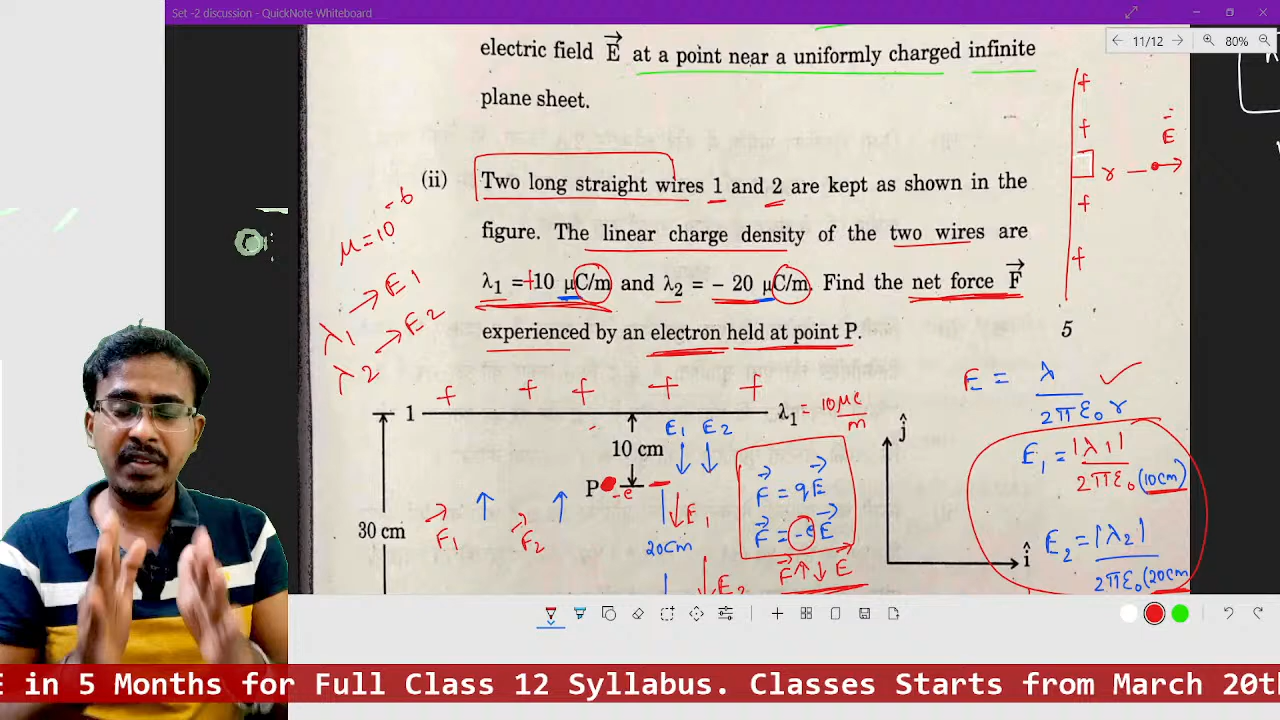 Set -2 discussion - QuickNote Whiteboard
11/12
80%
electric field E⃗ at a point near a uniformly charged infinite
plane sheet.
(ii) Two long straight wires 1 and 2 are kept as shown in the
figure. The linear charge density of the two wires are
λ₁ = +10 μC/m and λ₂ = – 20 μC/m. Find the net force F⃗
experienced by an electron held at point P.
5
μ = 10⁻⁶
λ1 → E1
λ2 → E2
+ + + + +
E⃗
r
+ + + + +
1
λ₁ = 10μc/m
10 cm
E1 E2
P
-e
30 cm
F⃗1 F⃗2
E1
20cm
E2
F⃗ = qE⃗
F⃗ = -eE⃗
F⃗ ↑ ↓ E⃗
ĵ
î
E = λ / 2πε₀r
E₁ = |λ₁| / 2πε₀(10cm)
E₂ = |λ₂| / 2πε₀(20cm
E in 5 Months for Full Class 12 Syllabus. Classes Starts from March 20th